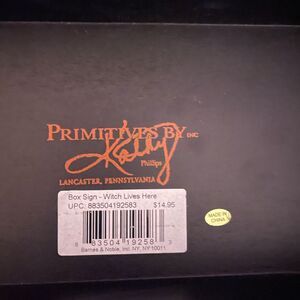 PRIMITIVES BY INC
Kathy
Phillips
LANCASTER, PENNSYLVANIA
Box Sign - Witch Lives Here
UPC: 883504192583 $14.95
8 83504 19258 3
Barnes & Noble, Inc. NY, NY 10011
MADE IN
CHINA